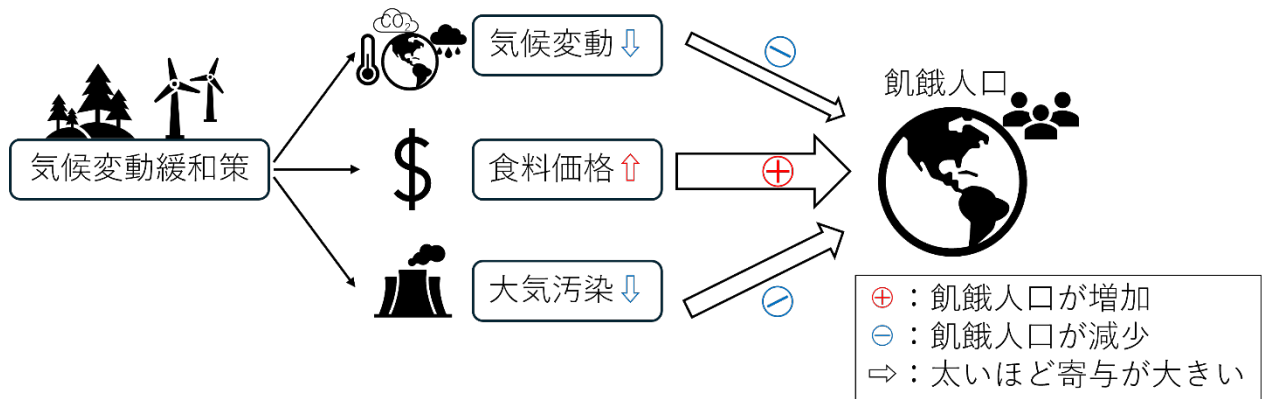 CO₂
気候変動⇩
飢餓人口
気候変動緩和策
$
食料価格⇧
大気汚染⇩
⊕：飢餓人口が増加
⊖：飢餓人口が減少
⇨：太いほど寄与が大きい